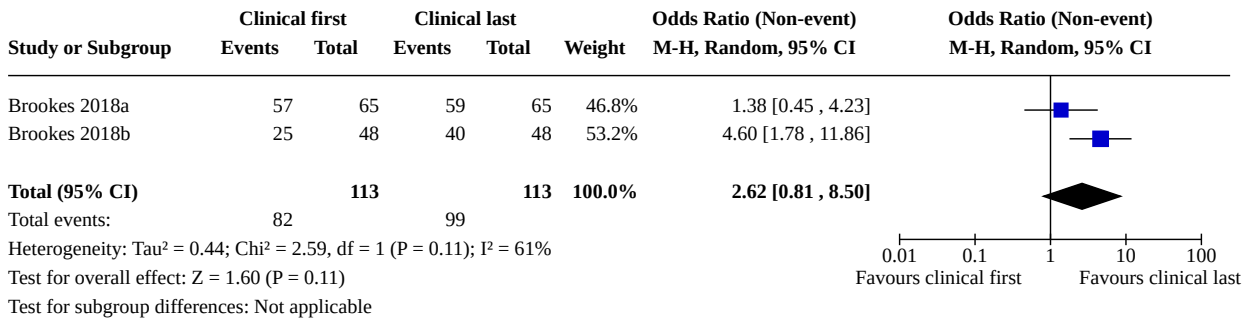 Clinical first Clinical last Odds Ratio (Non-event) Odds Ratio (Non-event)
Study or Subgroup Events Total Events Total Weight M-H, Random, 95% CI M-H, Random, 95% CI
Brookes 2018a 57 65 59 65 46.8% 1.38 [0.45 , 4.23]
Brookes 2018b 25 48 40 48 53.2% 4.60 [1.78 , 11.86]
Total (95% CI) 113 113 100.0% 2.62 [0.81 , 8.50]
Total events: 82 99
Heterogeneity: Tau² = 0.44; Chi² = 2.59, df = 1 (P = 0.11); I² = 61%
0.01 0.1 1 10 100
Test for overall effect: Z = 1.60 (P = 0.11) Favours clinical first Favours clinical last
Test for subgroup differences: Not applicable